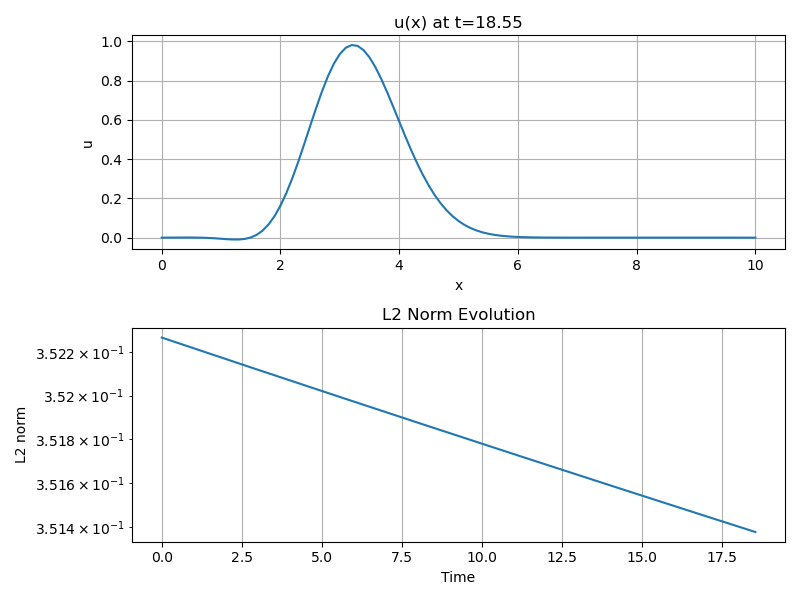 u(x) at t=18.55
1.0
0.8
0.6
0.4
0.2
0.0
u
0 2 4 6 8 10
x
L2 Norm Evolution
3.522 × 10⁻¹
3.52 × 10⁻¹
3.518 × 10⁻¹
3.516 × 10⁻¹
3.514 × 10⁻¹
L2 norm
0.0 2.5 5.0 7.5 10.0 12.5 15.0 17.5
Time